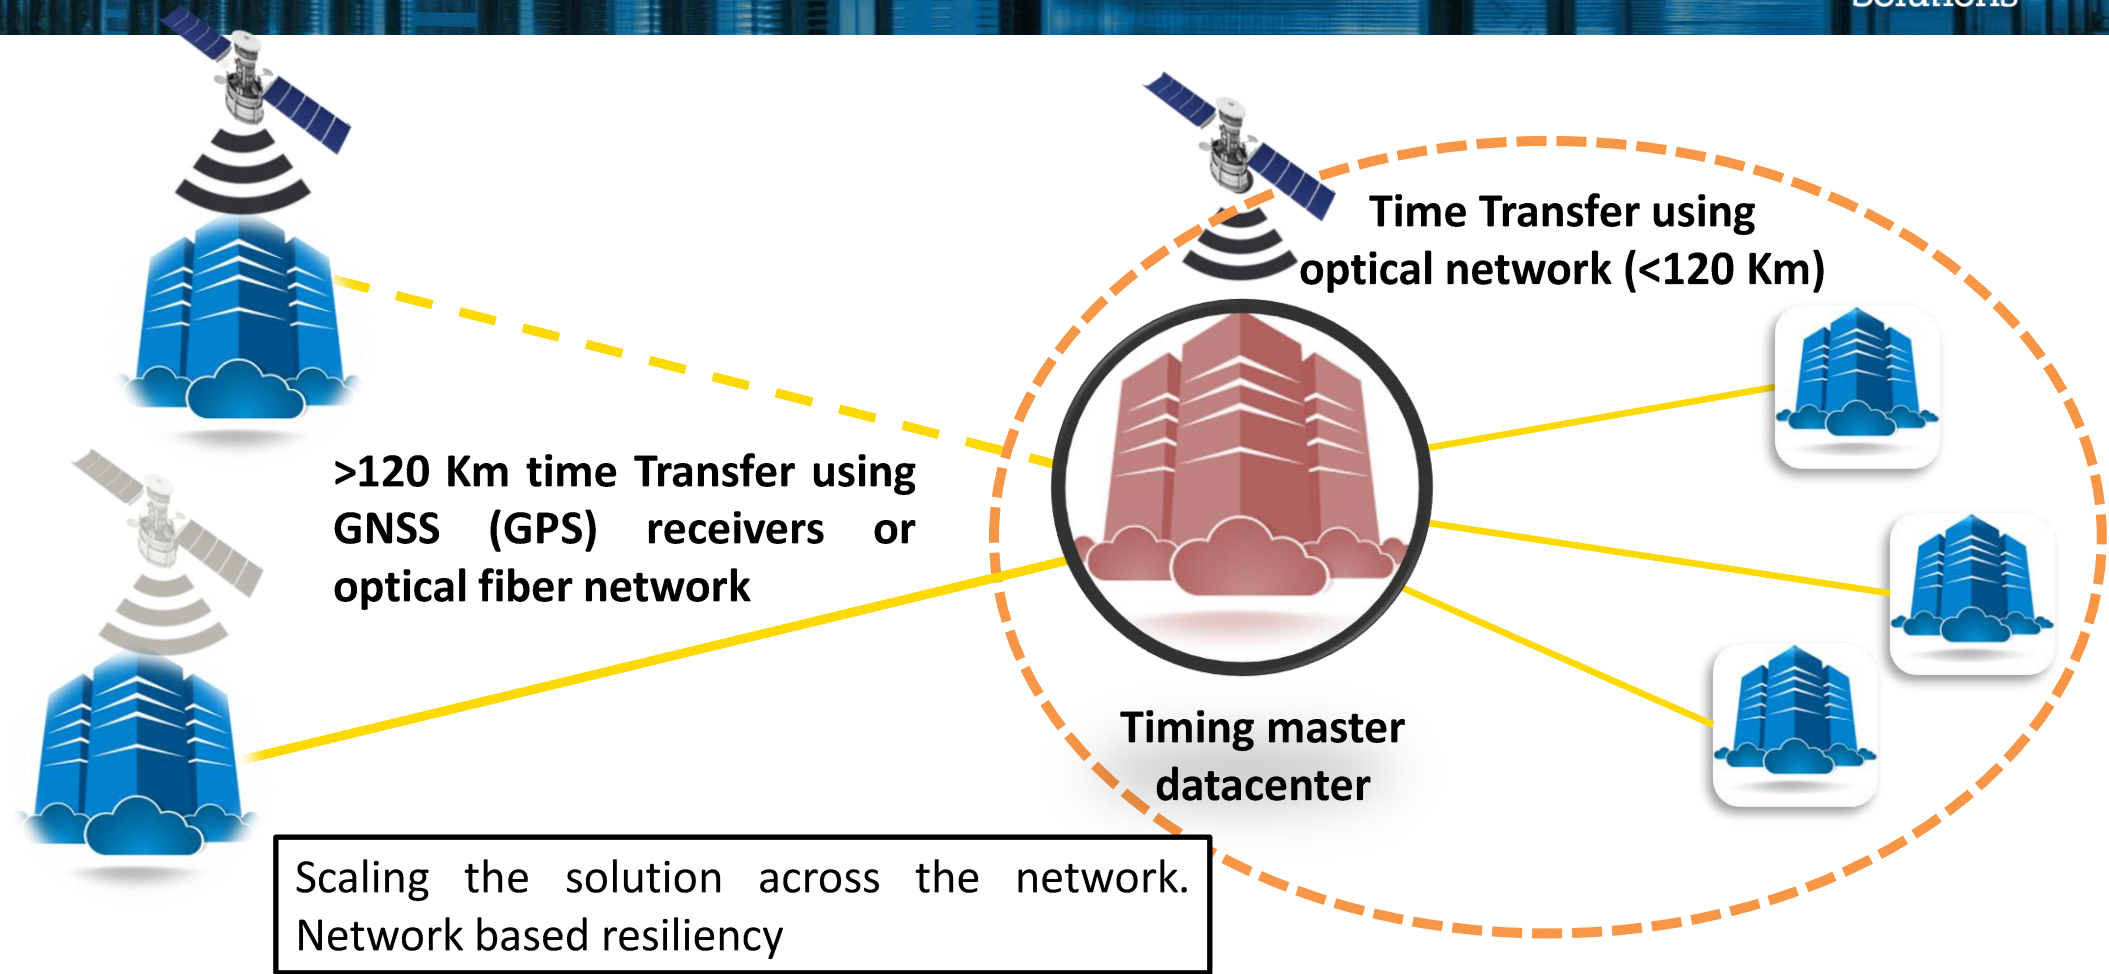 Solutions
Time Transfer using
optical network (<120 Km)
>120 Km time Transfer using
GNSS (GPS) receivers or
optical fiber network
Timing master
datacenter
Scaling the solution across the network.
Network based resiliency